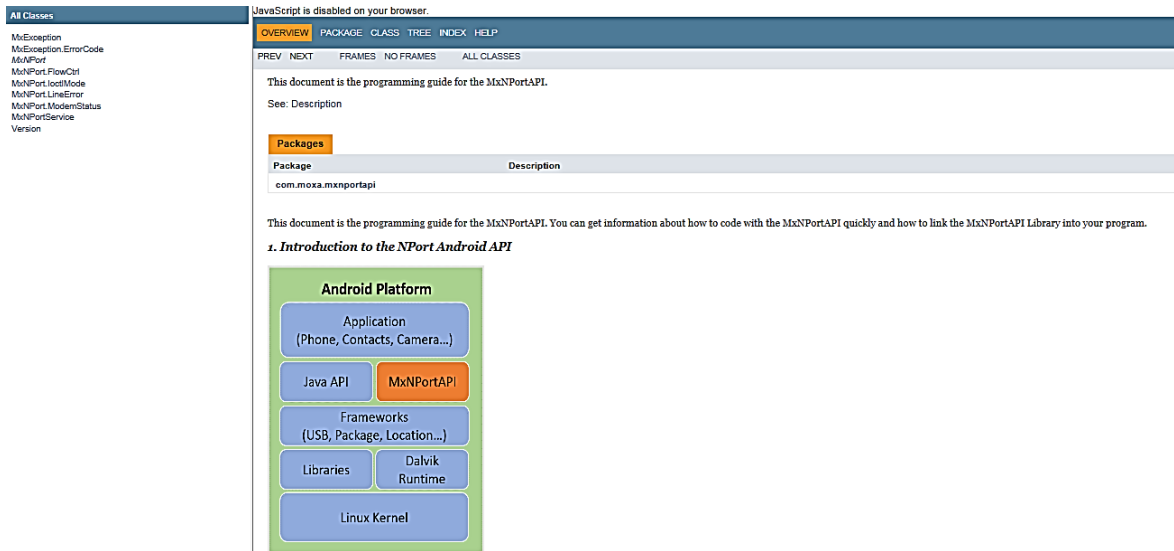 All Classes
MxException
MxException.ErrorCode
MxNPort
MxNPort.FlowCtrl
MxNPort.IoctlMode
MxNPort.LineError
MxNPort.ModemStatus
MxNPortService
Version
JavaScript is disabled on your browser.
OVERVIEW PACKAGE CLASS TREE INDEX HELP
PREV NEXT FRAMES NO FRAMES ALL CLASSES
This document is the programming guide for the MxNPortAPI.
See: Description
Packages
Package Description
com.moxa.mxnportapi
This document is the programming guide for the MxNPortAPI. You can get information about how to code with the MxNPortAPI quickly and how to link the MxNPortAPI Library into your program.
1. Introduction to the NPort Android API
Android Platform
Application
(Phone, Contacts, Camera...)
Java API MxNPortAPI
Frameworks
(USB, Package, Location...)
Libraries Dalvik
Runtime
Linux Kernel